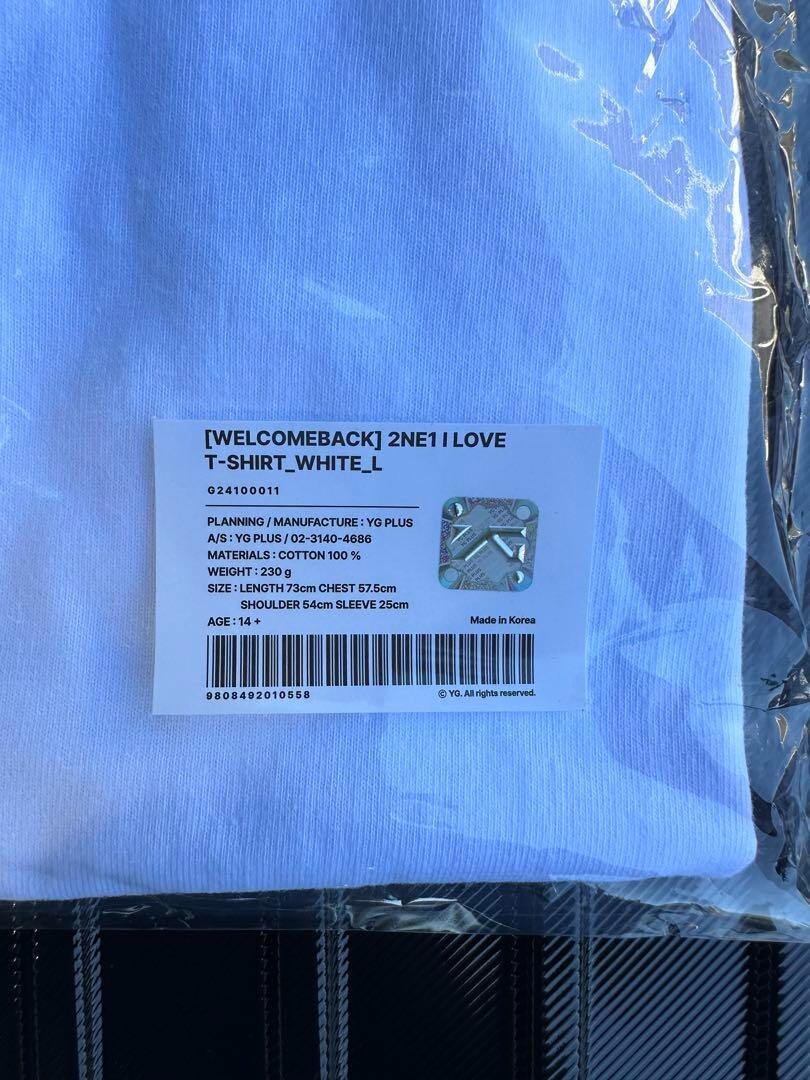 [WELCOMEBACK] 2NE1 I LOVE
T-SHIRT_WHITE_L
G24100011
PLANNING / MANUFACTURE : YG PLUS
A/S : YG PLUS / 02-3140-4686
MATERIALS : COTTON 100 %
WEIGHT : 230 g
SIZE : LENGTH 73cm CHEST 57.5cm
SHOULDER 54cm SLEEVE 25cm
AGE : 14 +
Made in Korea
9808492010558
© YG. All rights reserved.